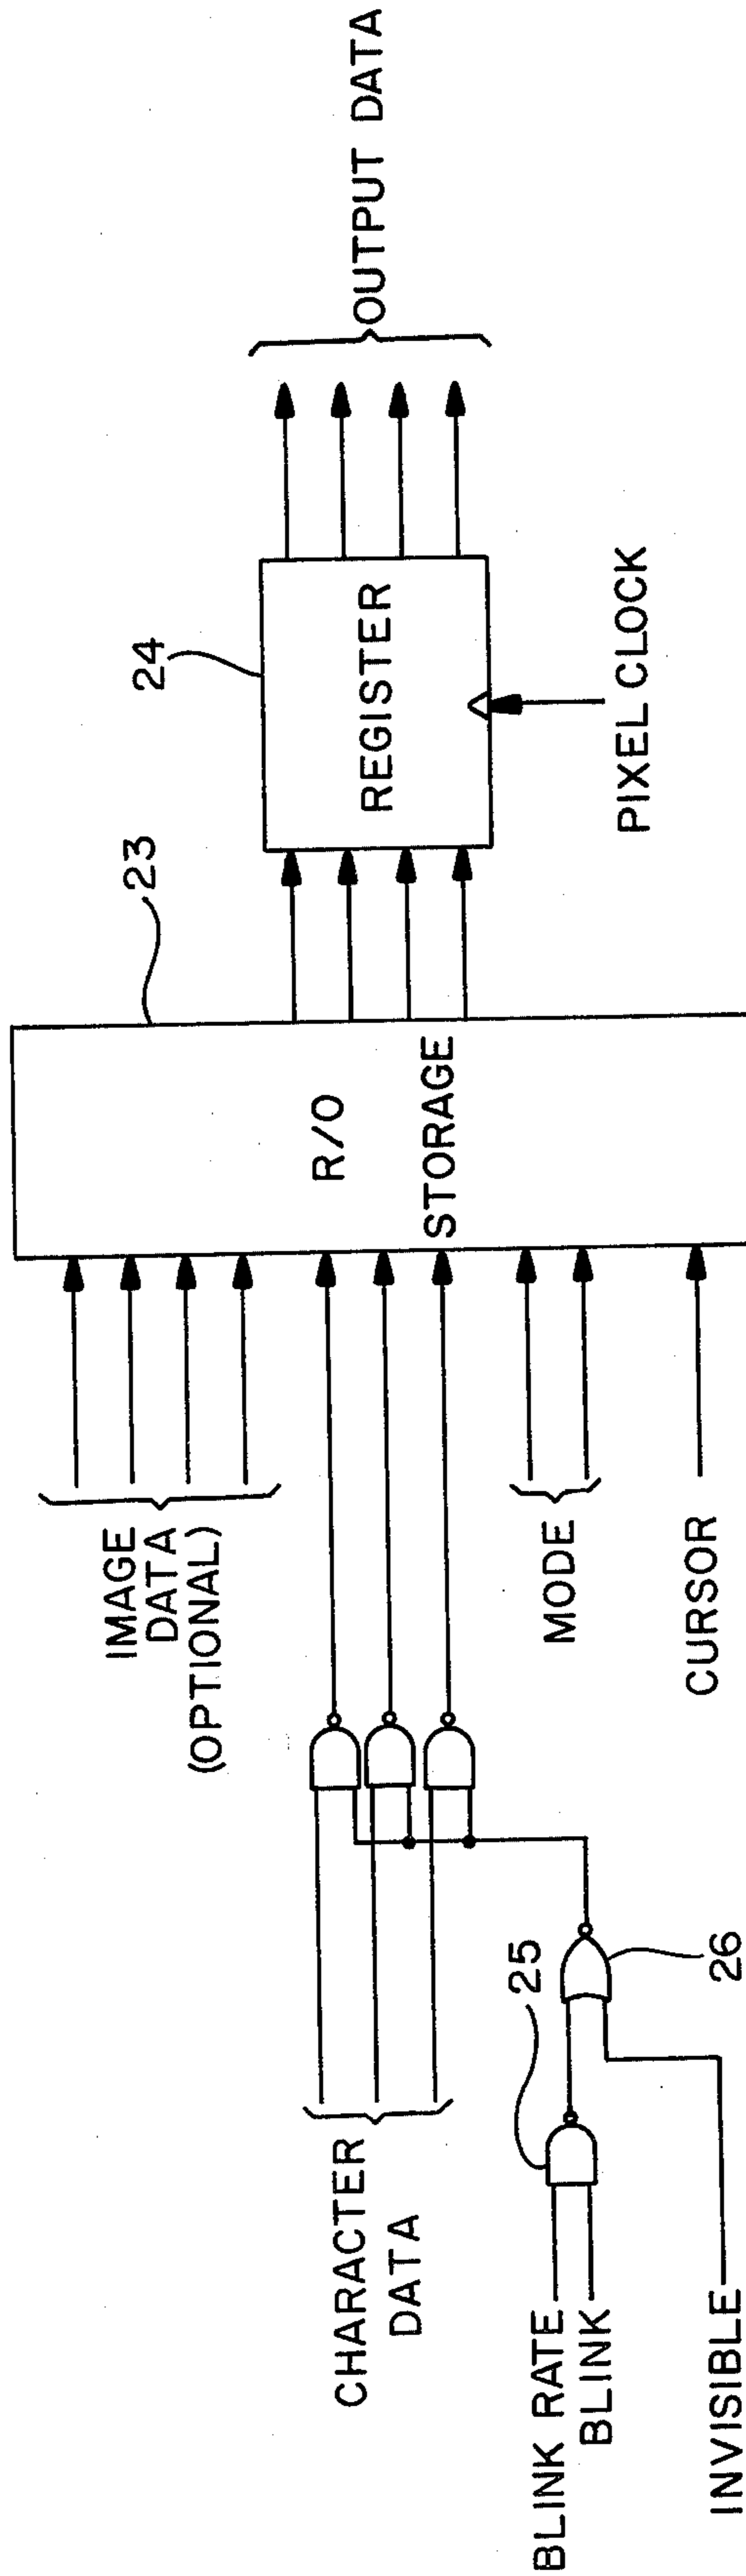 IMAGE
DATA
(OPTIONAL)
CHARACTER
DATA
BLINK RATE
BLINK
INVISIBLE
25
26
MODE
CURSOR
R/O
STORAGE
23
REGISTER
24
PIXEL CLOCK
OUTPUT DATA